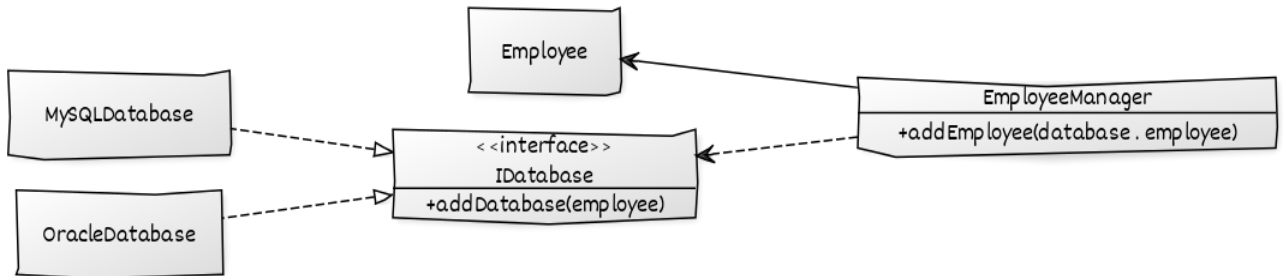 Employee
MySQLDatabase
EmployeeManager
+addEmployee(database . employee)
<<interface>>
IDatabase
+addDatabase(employee)
OracleDatabase